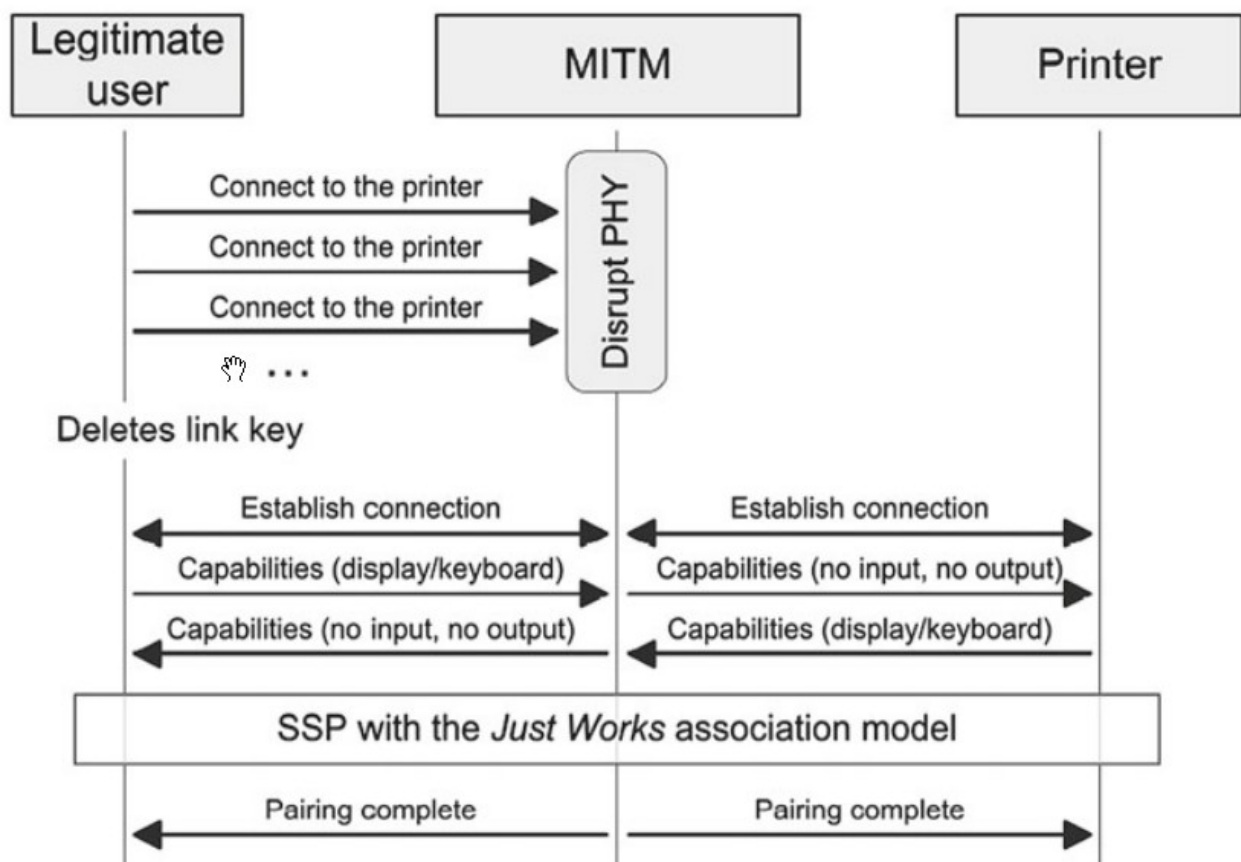 Legitimate
user
MITM
Printer
Connect to the printer
Connect to the printer
Connect to the printer
Disrupt PHY
...
Deletes link key
Establish connection
Establish connection
Capabilities (display/keyboard)
Capabilities (no input, no output)
Capabilities (no input, no output)
Capabilities (display/keyboard)
SSP with the Just Works association model
Pairing complete
Pairing complete